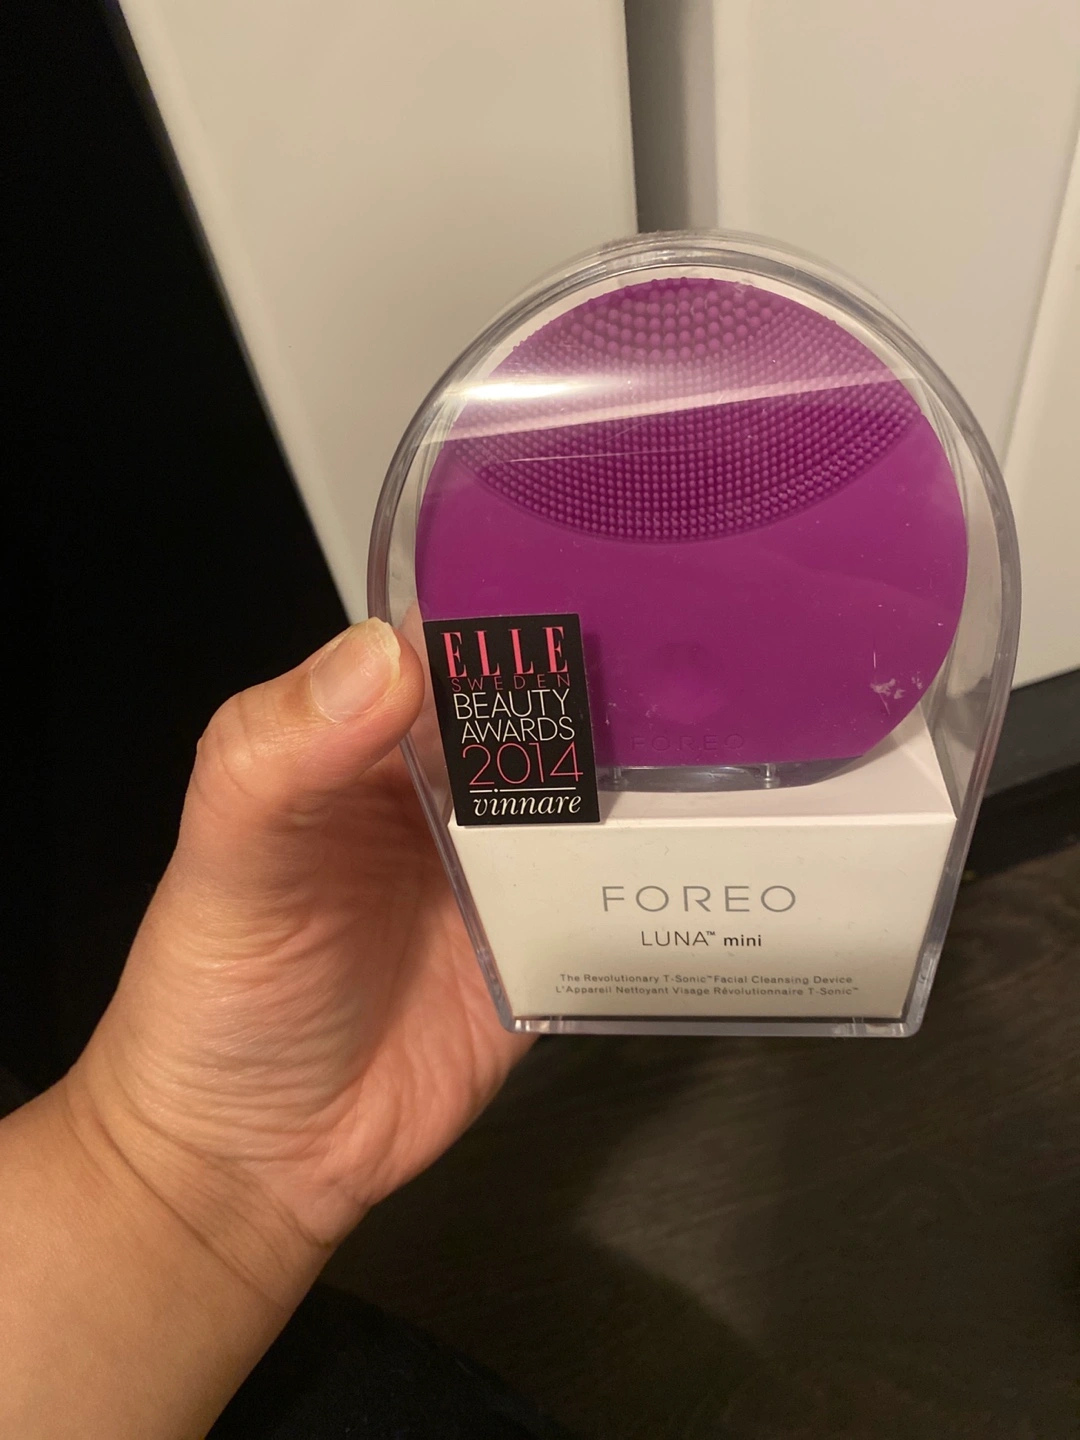 ELLE
SWEDEN
BEAUTY
AWARDS
2014
vinnare
FOREO
FOREO
LUNA™ mini
The Revolutionary T-Sonic™ Facial Cleansing Device
L'Appareil Nettoyant Visage Révolutionnaire T-Sonic™